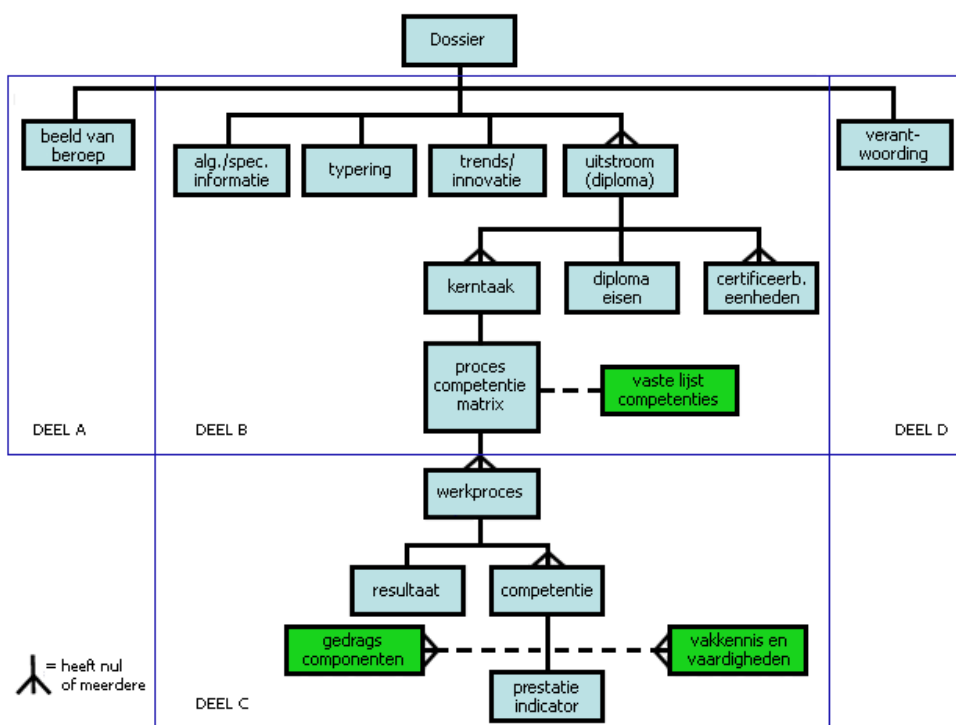 Dossier
beeld van
beroep
alg./spec.
informatie
typering
trends/
innovatie
uitstroom
(diploma)
verant-
woording
kerntaak
diploma
eisen
certificeerb.
eenheden
proces
competentie
matrix
vaste lijst
competenties
DEEL A
DEEL B
DEEL D
werkproces
resultaat
competentie
gedrags
componenten
vakkennis en
vaardigheden
= heeft nul
of meerdere
prestatie
indicator
DEEL C